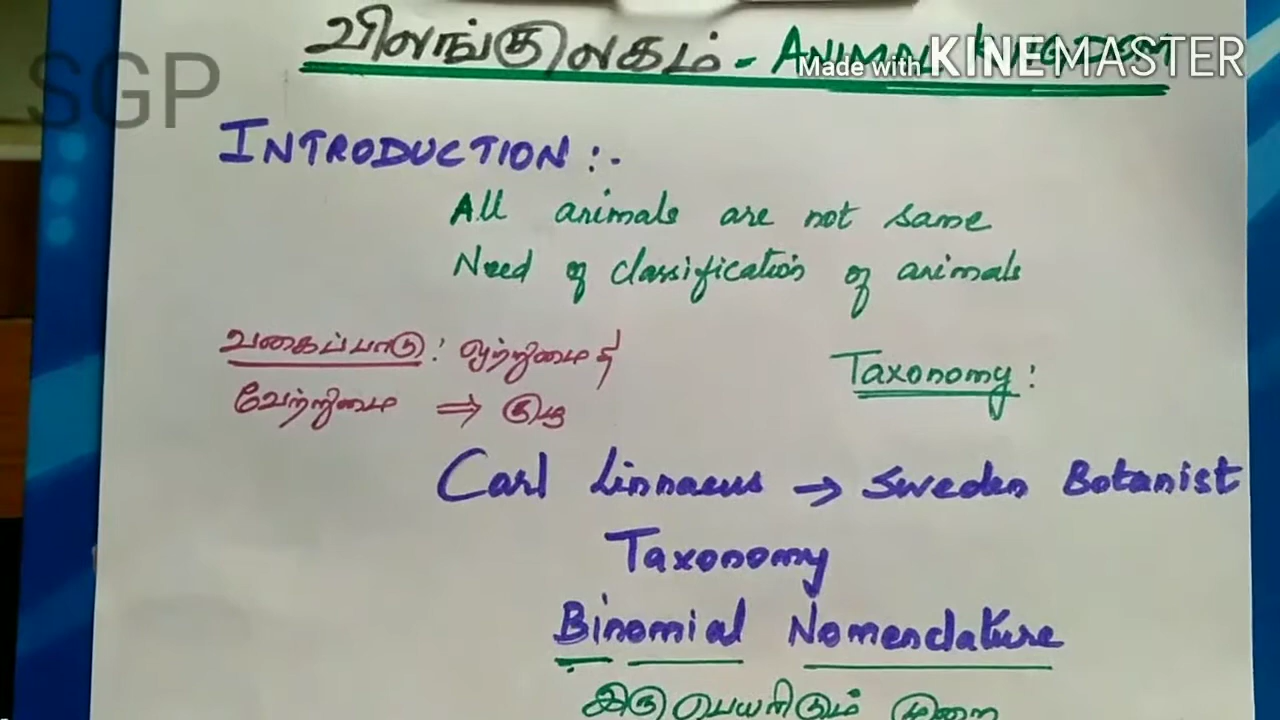 விலங்குலகம் - ANIMAL KINGDOM
Made with KINEMASTER
SGP
INTRODUCTION :-
All animals are not same
Need of classification of animals
வகைப்பாடு : ஒற்றுமை
வேற்றுமை ⇒ குழு
Taxonomy :
Carl Linnaeus → Sweden Botanist
Taxonomy
Binomial Nomenclature
இரு பெயரிடும் முறை